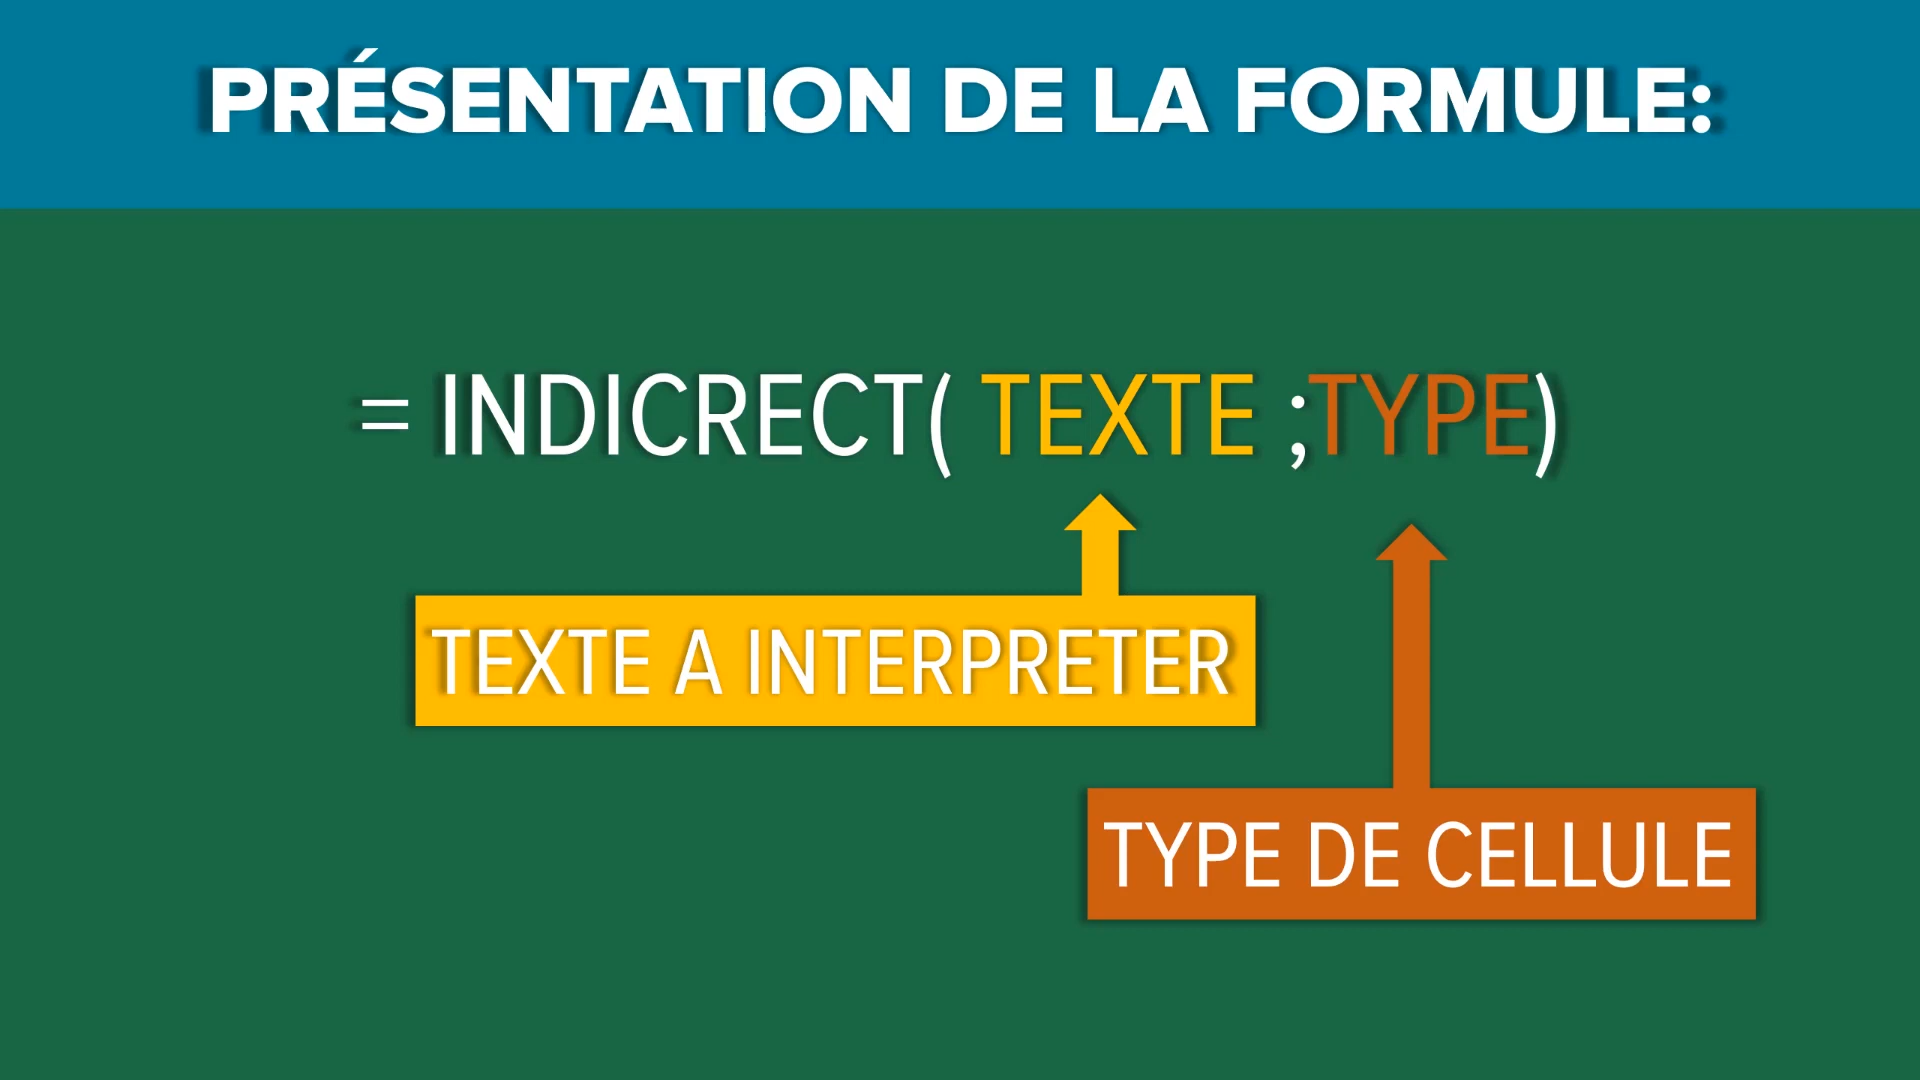 PRÉSENTATION DE LA FORMULE:
= INDICRECT( TEXTE ;TYPE)
TEXTE A INTERPRETER
TYPE DE CELLULE